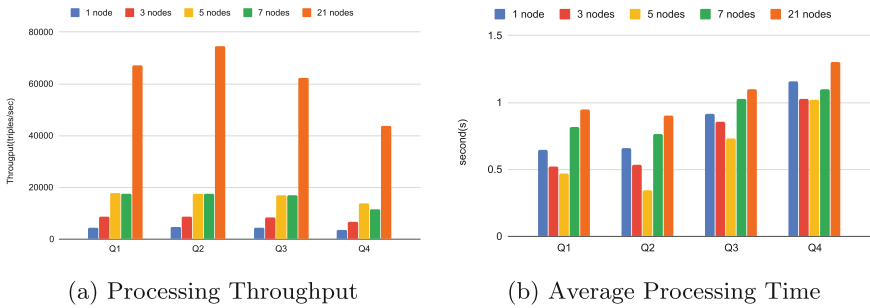 1 node 3 nodes 5 nodes 7 nodes 21 nodes
80000
60000
40000
20000
0
Througput(triples/sec)
Q1 Q2 Q3 Q4
(a) Processing Throughput
1 node 3 nodes 5 nodes 7 nodes 21 nodes
1.5
1
0.5
0
second(s)
Q1 Q2 Q3 Q4
(b) Average Processing Time